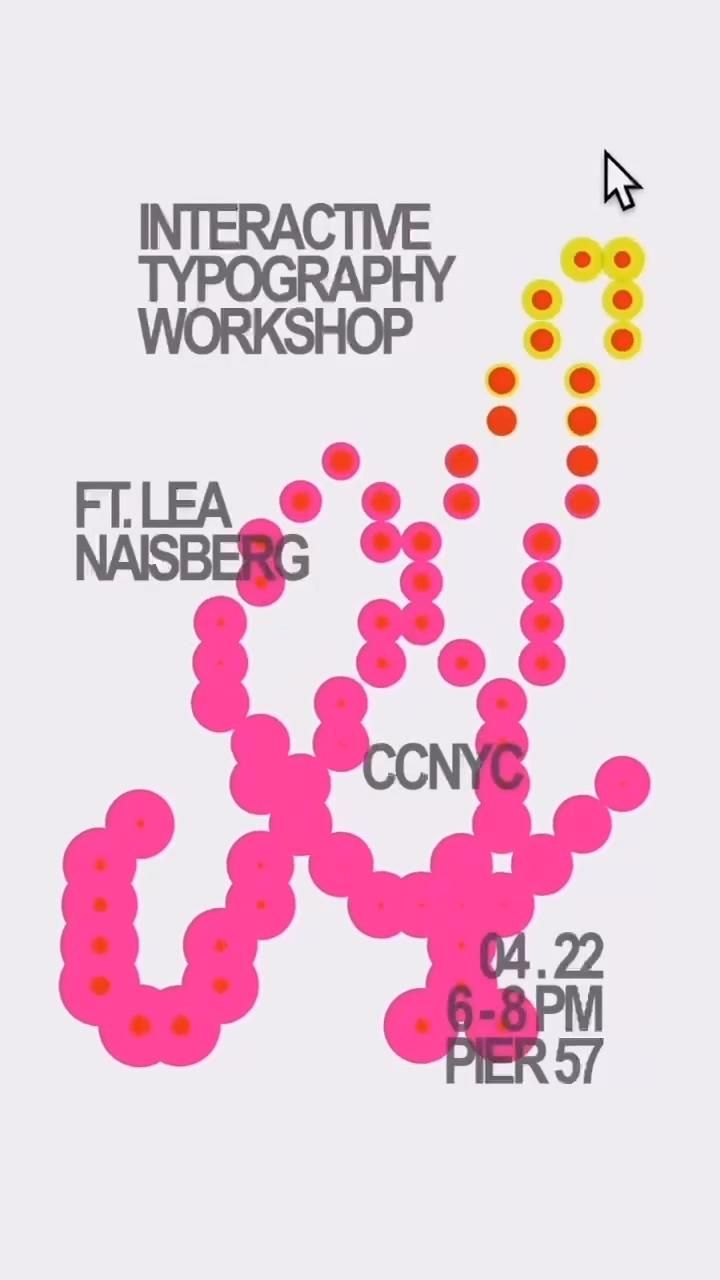 INTERACTIVE
TYPOGRAPHY
WORKSHOP
FT. LEA
NAISBERG
CCNYC
04.22
6-8 PM
PIER 57